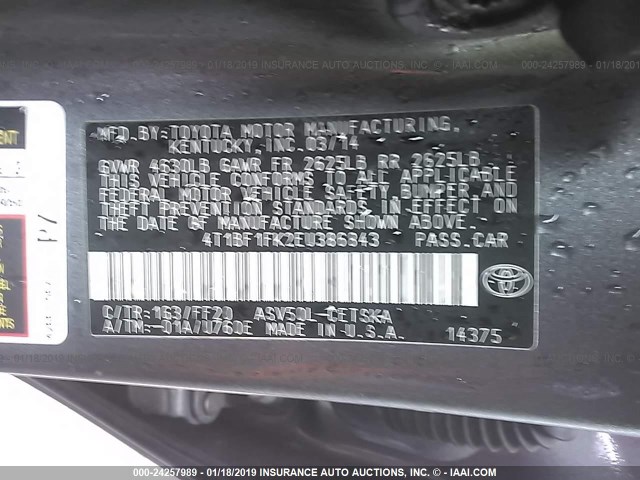 000-24257989 - 01/18/2019 INSURANCE AUTO AUCTIONS - IAAI.COM
MFD. BY: TOYOTA MOTOR MANUFACTURING,
KENTUCKY, INC. 03/14
GVWR 4630LB GAWR FR 2625LB RR 2625LB
THIS VEHICLE CONFORMS TO ALL APPLICABLE
FEDERAL MOTOR VEHICLE SAFETY, BUMPER AND
THEFT PREVENTION STANDARDS IN EFFECT ON
THE DATE OF MANUFACTURE SHOWN ABOVE.
4T1BF1FK2EU386343 PASS.CAR
C/TR: 1G3/FF20 ASV50L-CETSKA
A/TM: -01A/U760E MADE IN U.S.A. 14375
000-24257989 - 01/18/2019 INSURANCE AUTO AUCTIONS - IAAI.COM